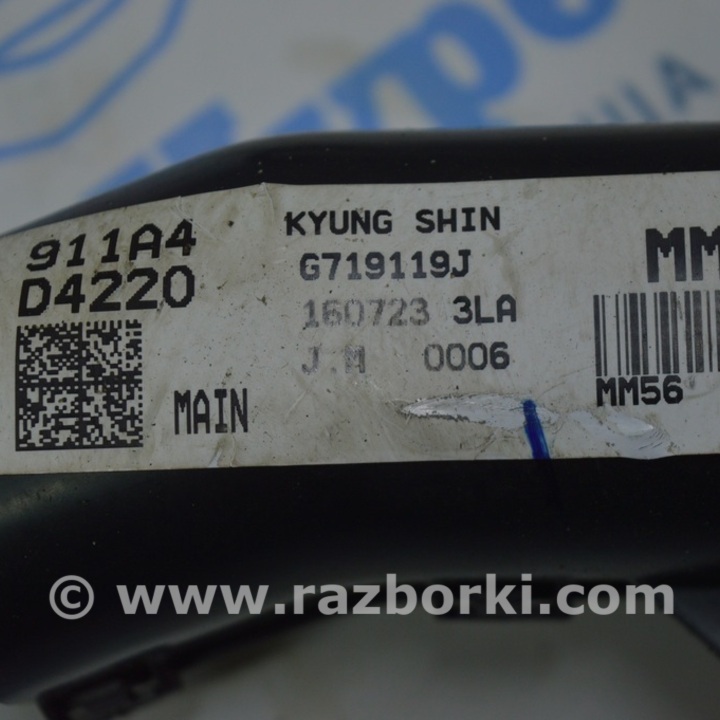 911A4
D4220
MAIN
KYUNG SHIN
G719119J
160723 3LA
J.M 0006
MM
MM56
© www.razborki.com